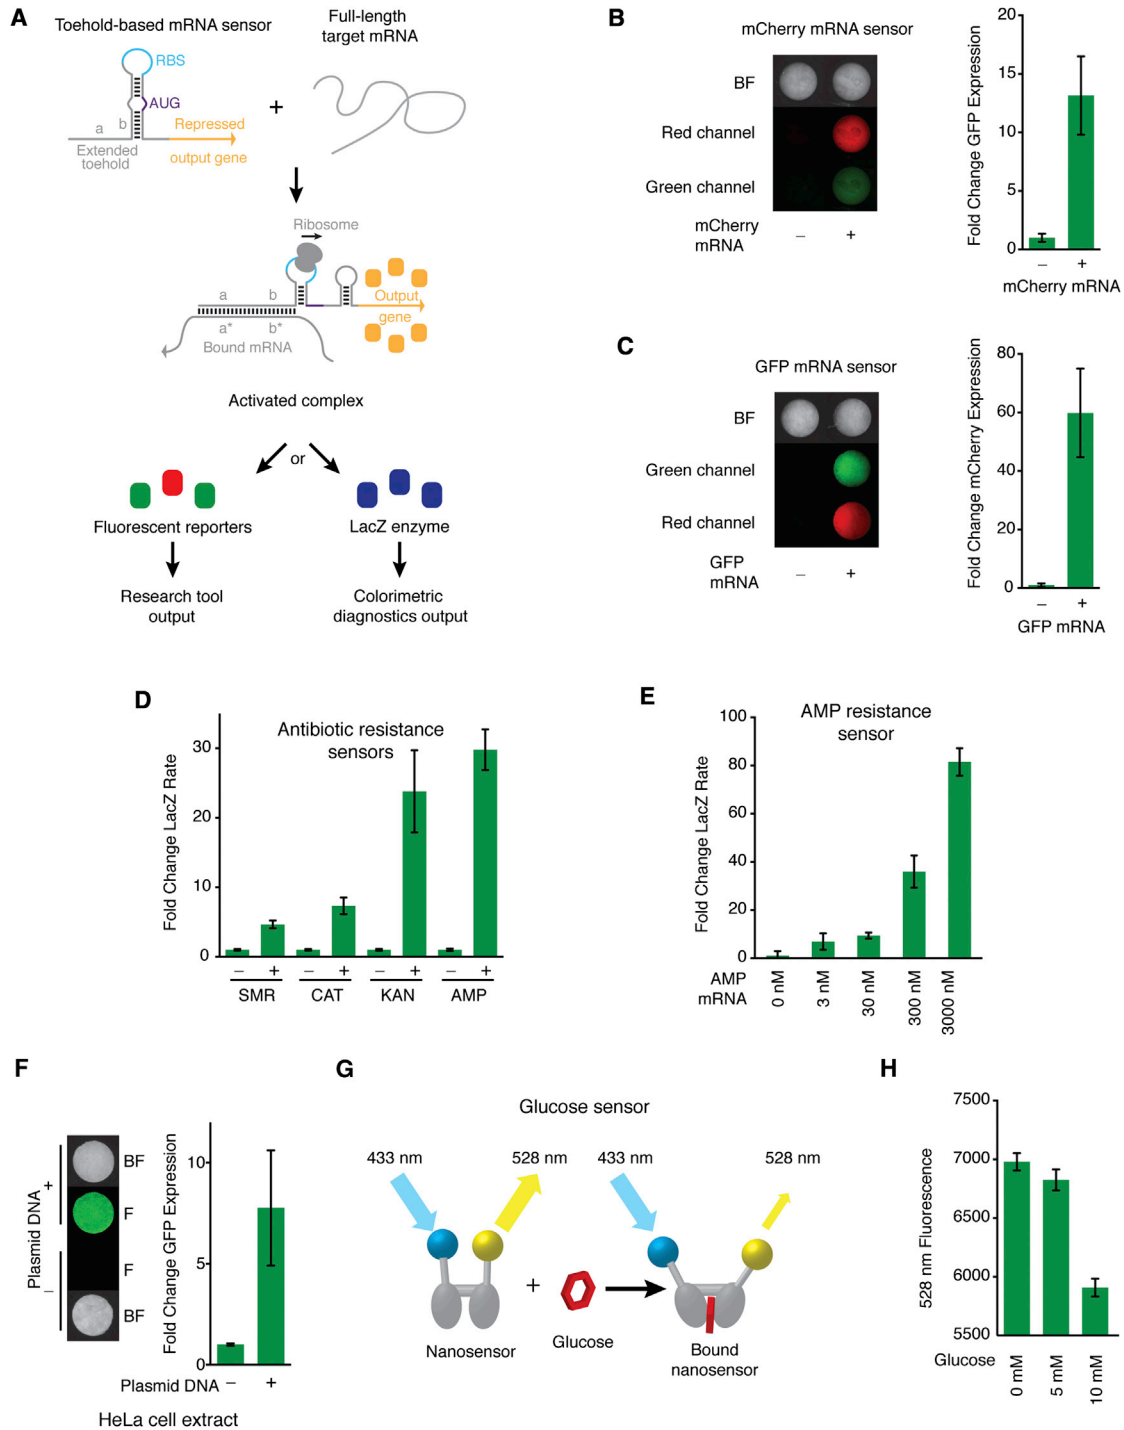 A
Toehold-based mRNA sensor
Full-length
target mRNA
RBS
AUG
a
b
Repressed
output gene
Extended
toehold
+
Ribosome
a
b
Output
gene
a*
b*
Bound mRNA
Activated complex
or
Fluorescent reporters
LacZ enzyme
Research tool
output
Colorimetric
diagnostics output
B
mCherry mRNA sensor
BF
Red channel
Green channel
mCherry
mRNA
– +
Fold Change GFP Expression
20
15
10
5
0
– +
mCherry mRNA
C
GFP mRNA sensor
BF
Green channel
Red channel
GFP
mRNA
– +
Fold Change mCherry Expression
80
60
40
20
0
– +
GFP mRNA
D
Antibiotic resistance
sensors
Fold Change LacZ Rate
30
20
10
0
– + – + – + – +
SMR CAT KAN AMP
E
AMP resistance
sensor
Fold Change LacZ Rate
100
80
60
40
20
0
AMP
mRNA
0 nM
3 nM
30 nM
300 nM
3000 nM
F
Plasmid DNA
+
–
BF
F
F
BF
Fold Change GFP Expression
10
5
0
Plasmid DNA – +
HeLa cell extract
G
Glucose sensor
433 nm 528 nm 433 nm 528 nm
+
Nanosensor
Glucose
Bound
nanosensor
H
528 nm Fluorescence
7500
7000
6500
6000
5500
Glucose
0 mM
5 mM
10 mM